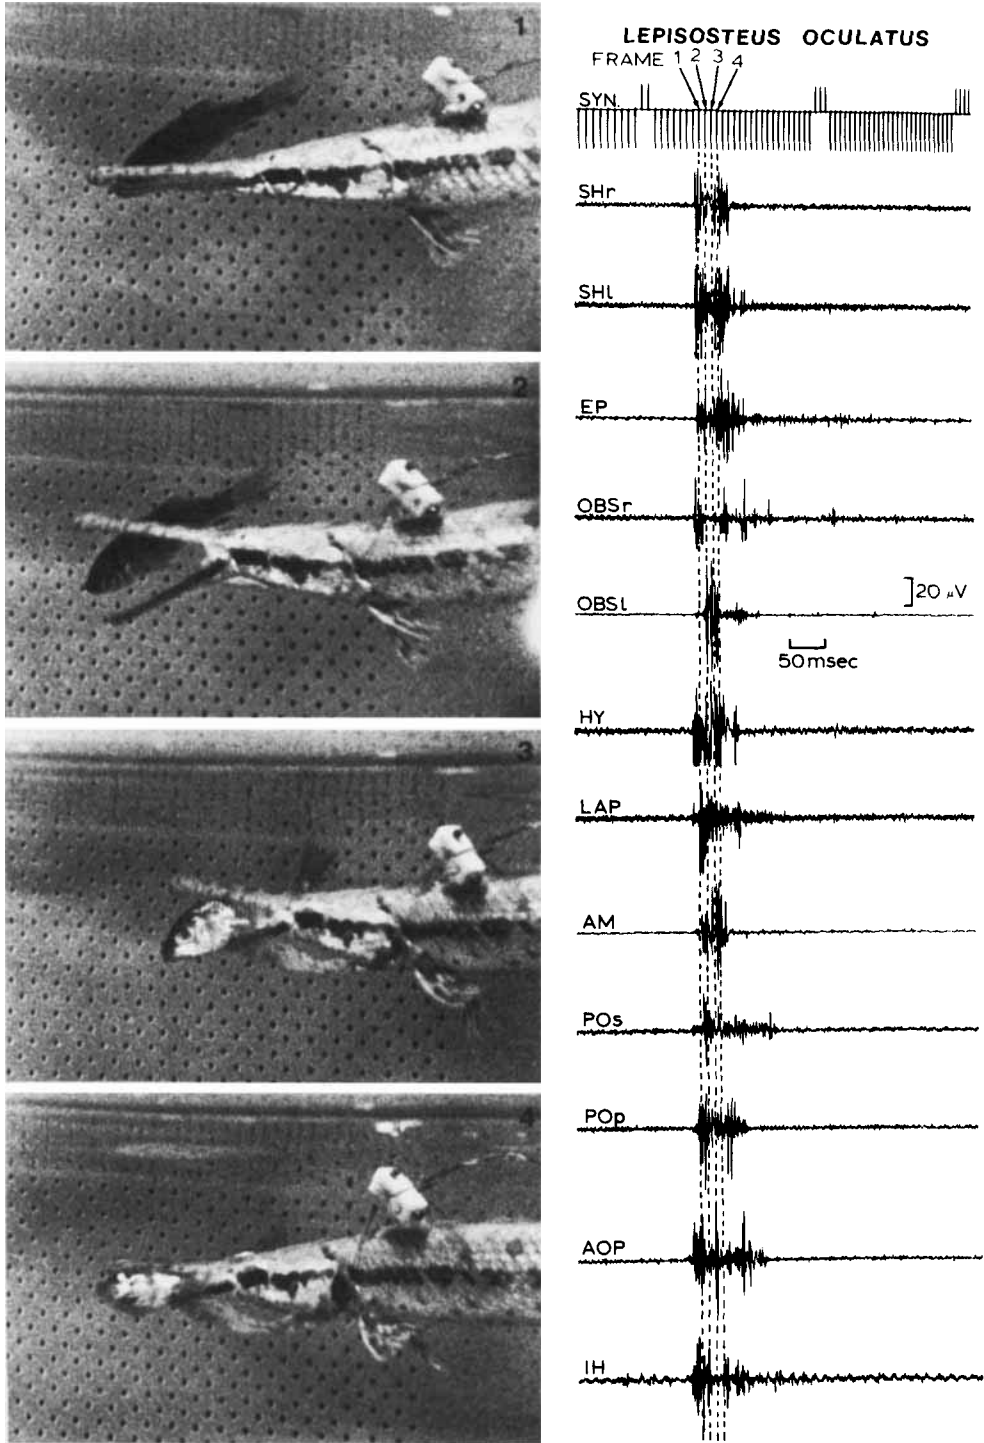 1
2
3
4
LEPISOSTEUS OCULATUS
FRAME 1 2 3 4
SYN.
SHr
SHl
EP
OBSr
OBSl
20 µV
50 msec
HY
LAP
AM
POs
POp
AOP
IH